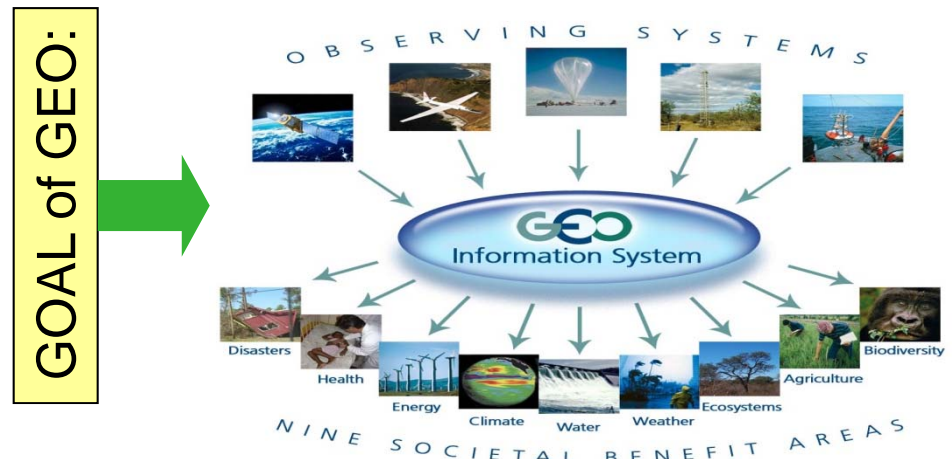 GOAL of GEO:
OBSERVING SYSTEMS
GEO
Information System
Disasters
Health
Energy
Climate
Water
Weather
Ecosystems
Agriculture
Biodiversity
NINE SOCIETAL BENEFIT AREAS